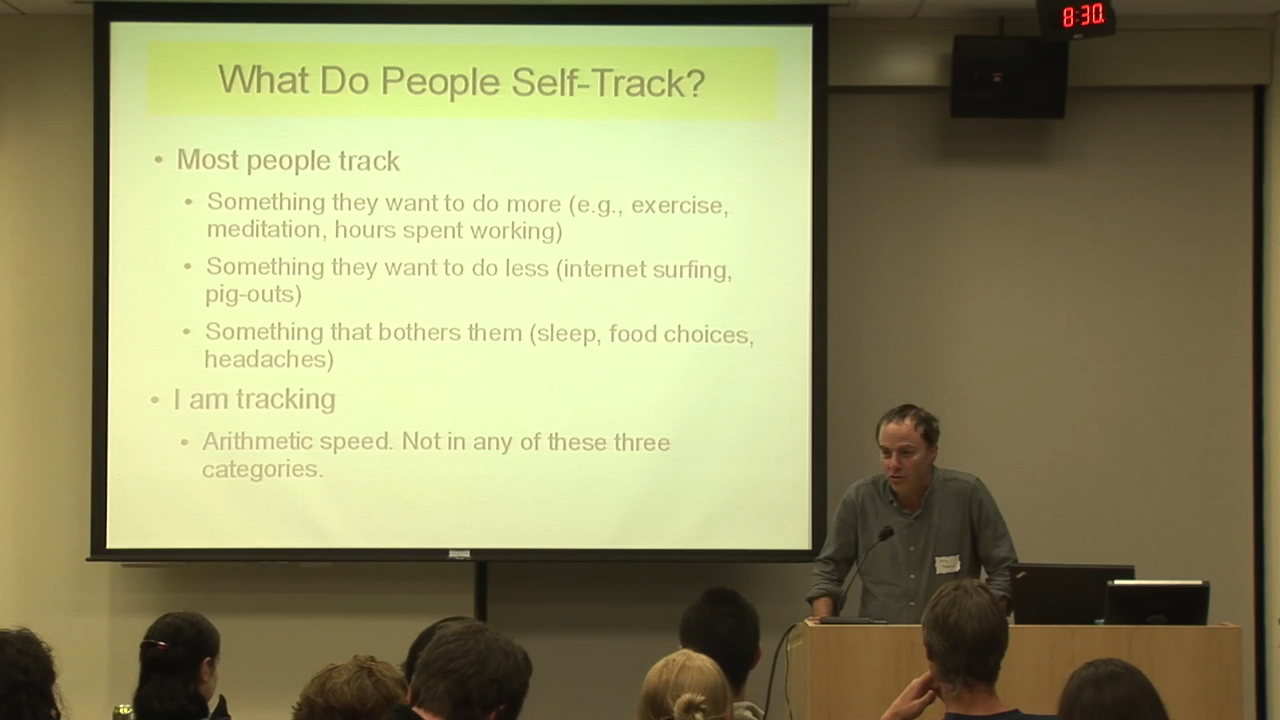 8:30
What Do People Self-Track?
• Most people track
• Something they want to do more (e.g., exercise,
meditation, hours spent working)
• Something they want to do less (internet surfing,
pig-outs)
• Something that bothers them (sleep, food choices,
headaches)
• I am tracking
• Arithmetic speed. Not in any of these three
categories.